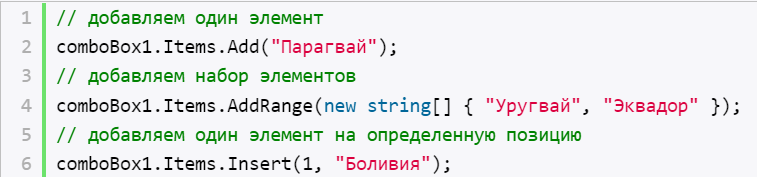 1 // добавляем один элемент
2 comboBox1.Items.Add("Парагвай");
3 // добавляем набор элементов
4 comboBox1.Items.AddRange(new string[] { "Уругвай", "Эквадор" });
5 // добавляем один элемент на определенную позицию
6 comboBox1.Items.Insert(1, "Боливия");